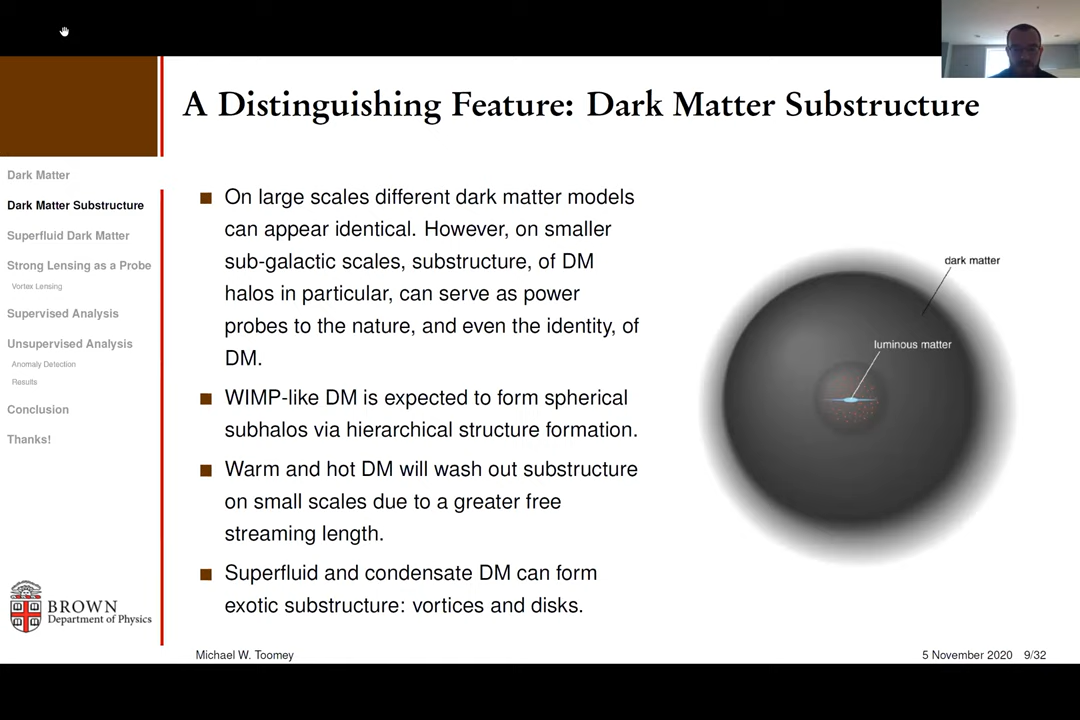 A Distinguishing Feature: Dark Matter Substructure
Dark Matter
Dark Matter Substructure
Superfluid Dark Matter
Strong Lensing as a Probe
Vortex Lensing
Supervised Analysis
Unsupervised Analysis
Anomaly Detection
Results
Conclusion
Thanks!
On large scales different dark matter models
can appear identical. However, on smaller
sub-galactic scales, substructure, of DM
halos in particular, can serve as power
probes to the nature, and even the identity, of
DM.
WIMP-like DM is expected to form spherical
subhalos via hierarchical structure formation.
Warm and hot DM will wash out substructure
on small scales due to a greater free
streaming length.
Superfluid and condensate DM can form
exotic substructure: vortices and disks.
dark matter
luminous matter
BROWN
Department of Physics
Michael W. Toomey
5 November 2020 9/32